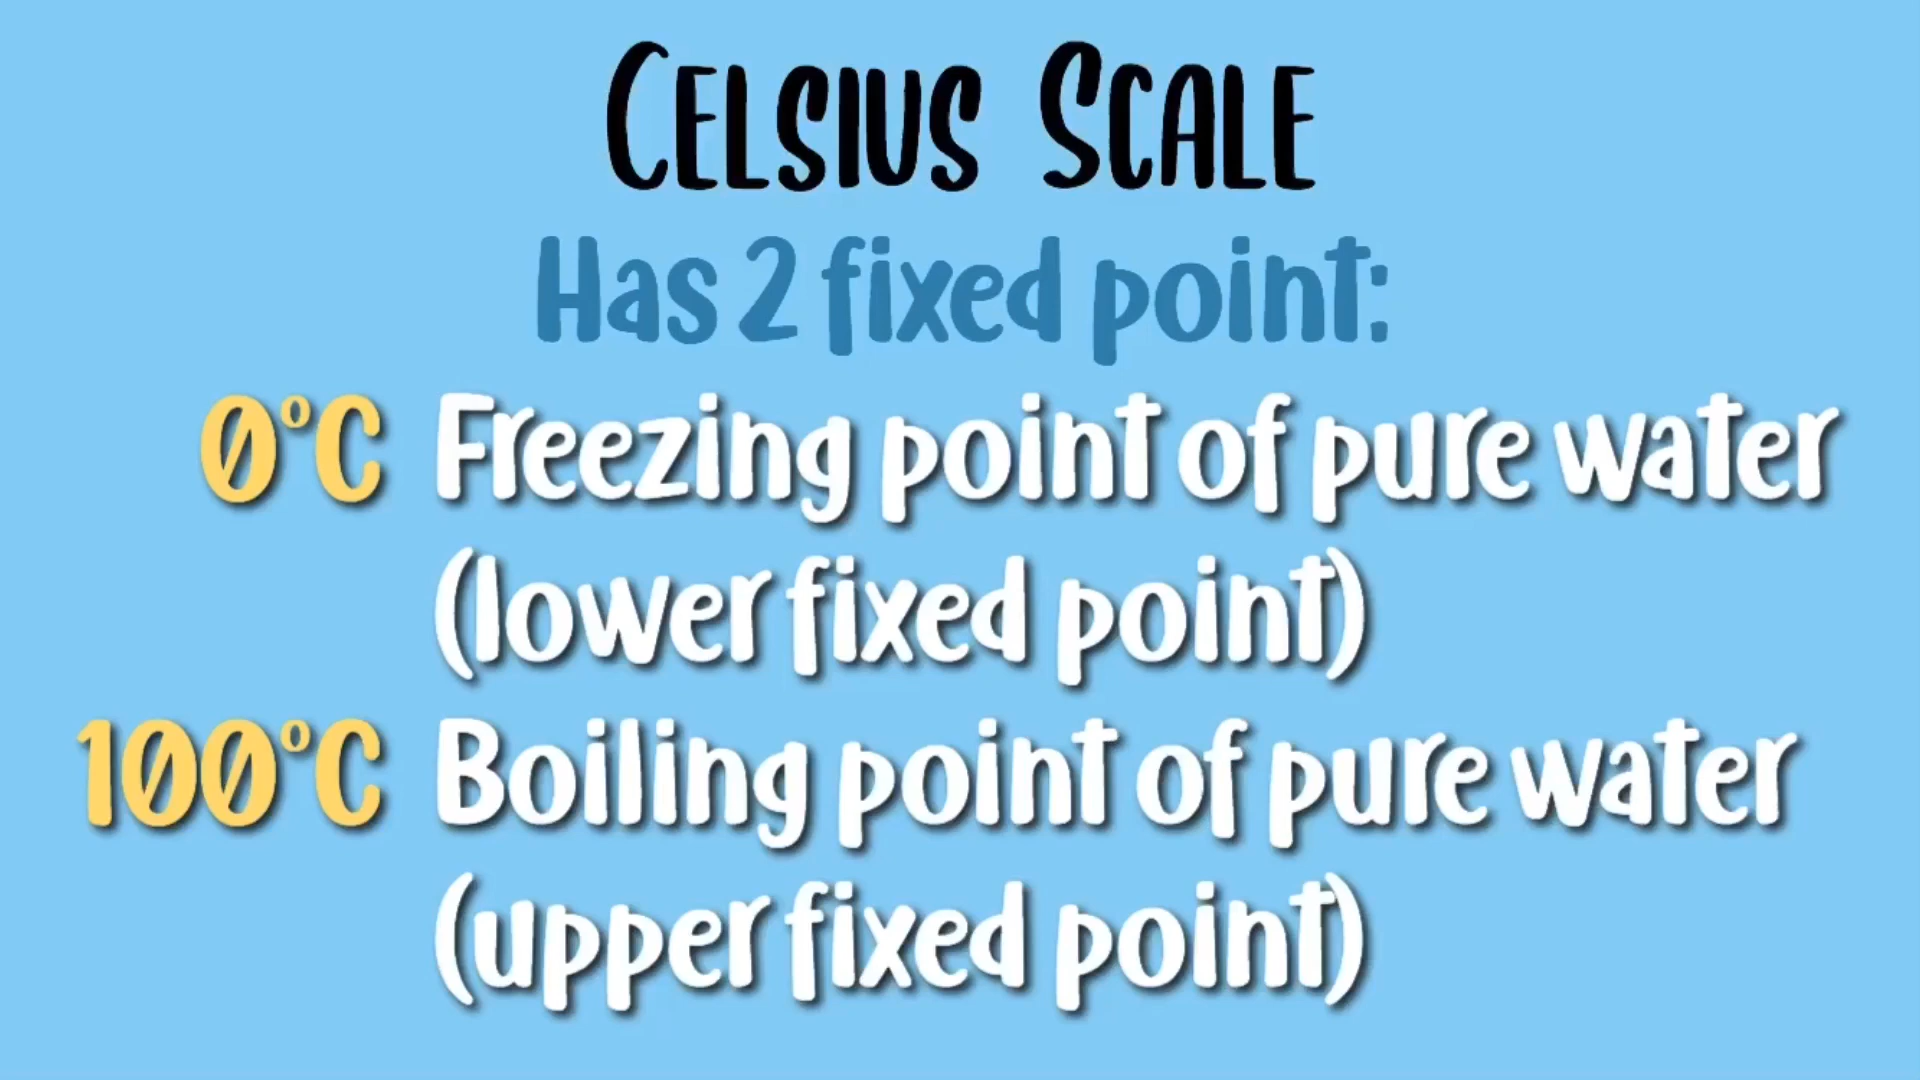 CELSIUS SCALE
Has 2 fixed point:
0°C Freezing point of pure water
(lower fixed point)
100°C Boiling point of pure water
(upper fixed point)